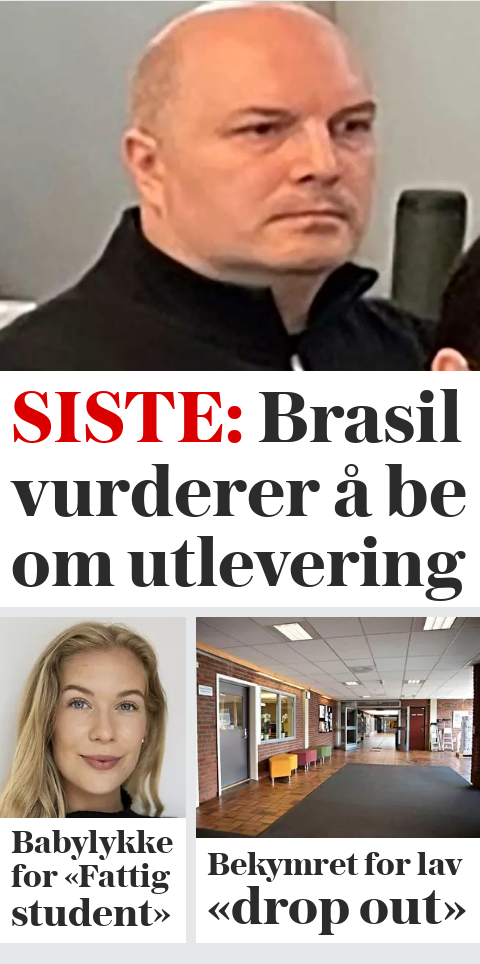 SISTE: Brasil
vurderer å be
om utlevering
Babylykke
for «Fattig
student»
Bekymret for lav
«drop out»